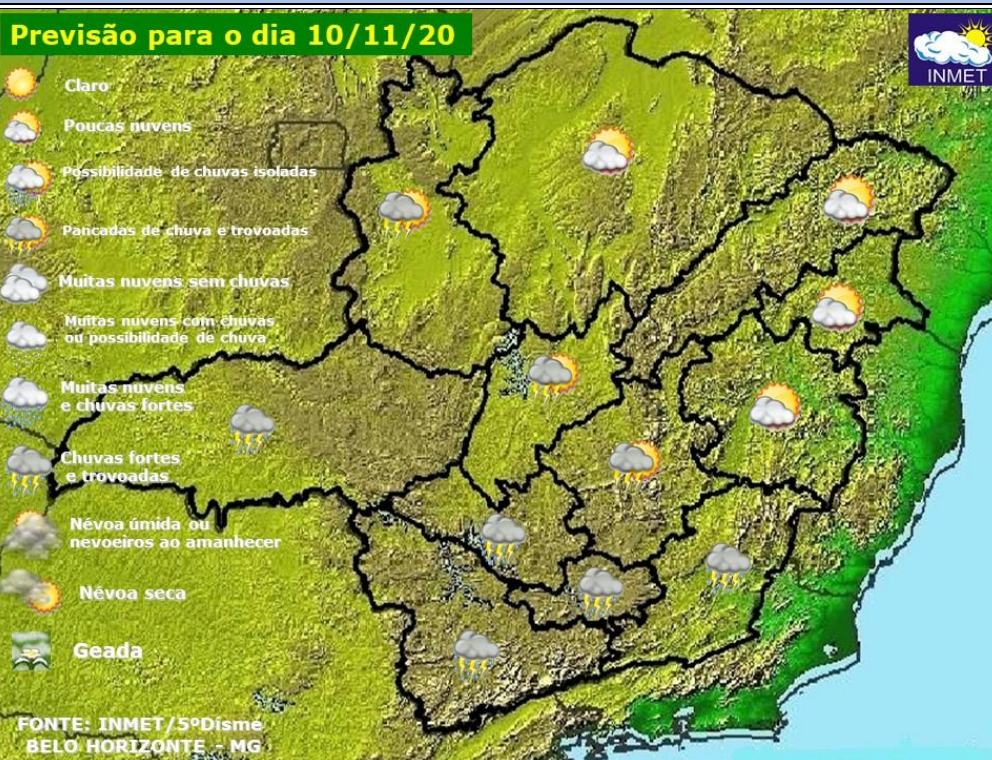 Previsão para o dia 10/11/20
INMET
Claro
Poucas nuvens
Possibilidade de chuvas isoladas
Pancadas de chuva e trovoadas
Muitas nuvens sem chuvas
Muitas nuvens com chuvas
ou possibilidade de chuva
Muitas nuvens
e chuvas fortes
Chuvas fortes
e trovoadas
Névoa úmida ou
nevoeiros ao amanhecer
Névoa seca
Geada
FONTE: INMET/5ºDisme
BELO HORIZONTE - MG